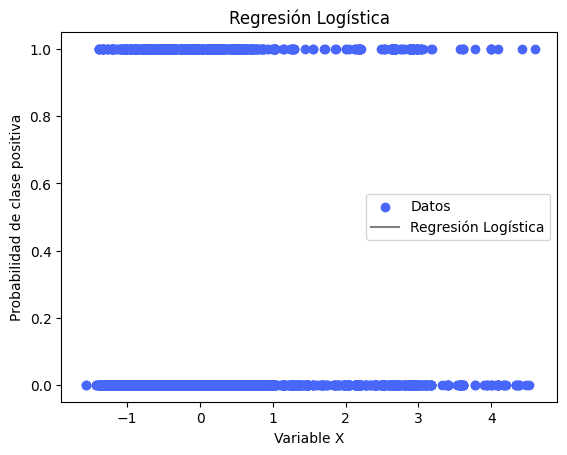 Regresión Logística
1.0
0.8
0.6
0.4
0.2
0.0
Probabilidad de clase positiva
Datos
Regresión Logística
−1 0 1 2 3 4
Variable X